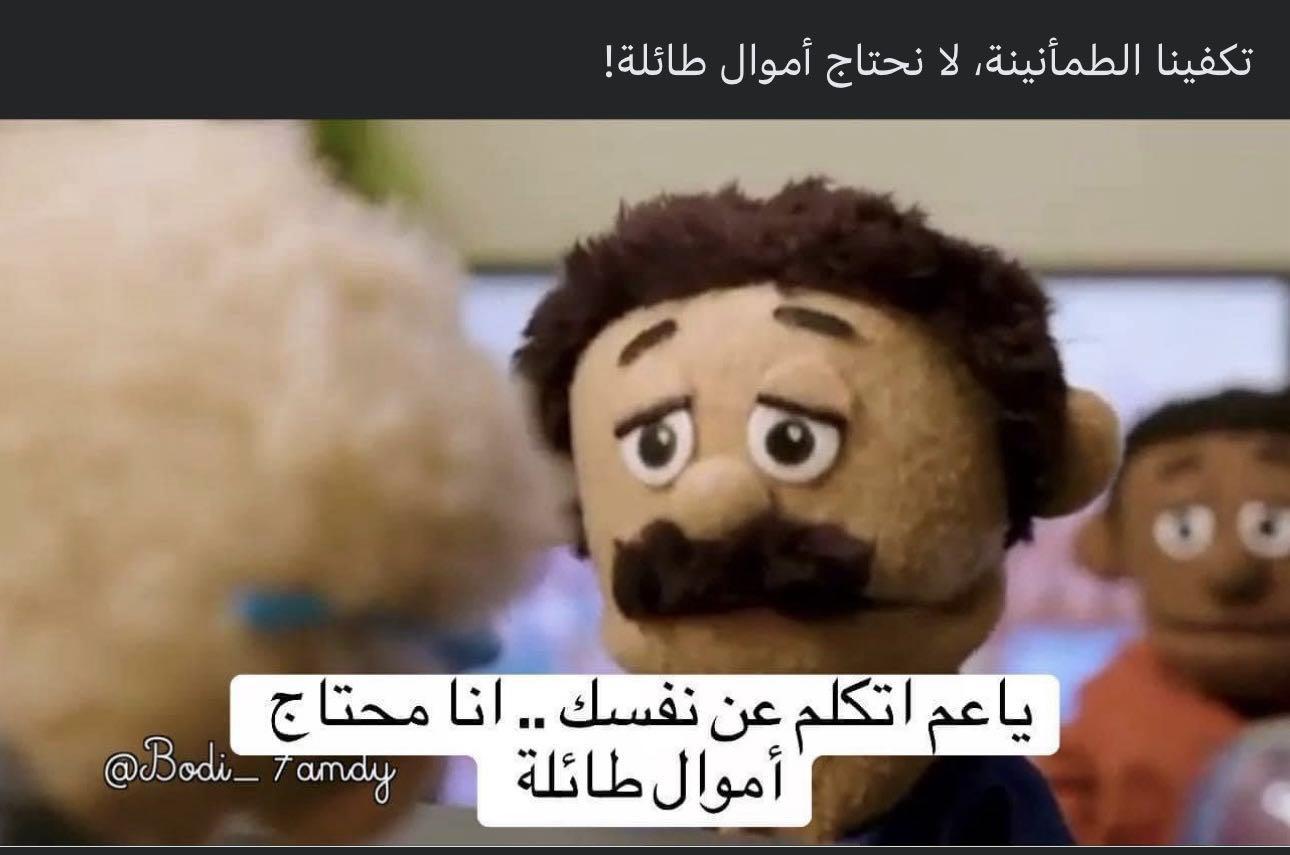 تكفينا الطمأنينة، لا نحتاج أموال طائلة!
ياعم اتكلم عن نفسك .. انا محتاج
أموال طائلة
@Bodi_7amdy